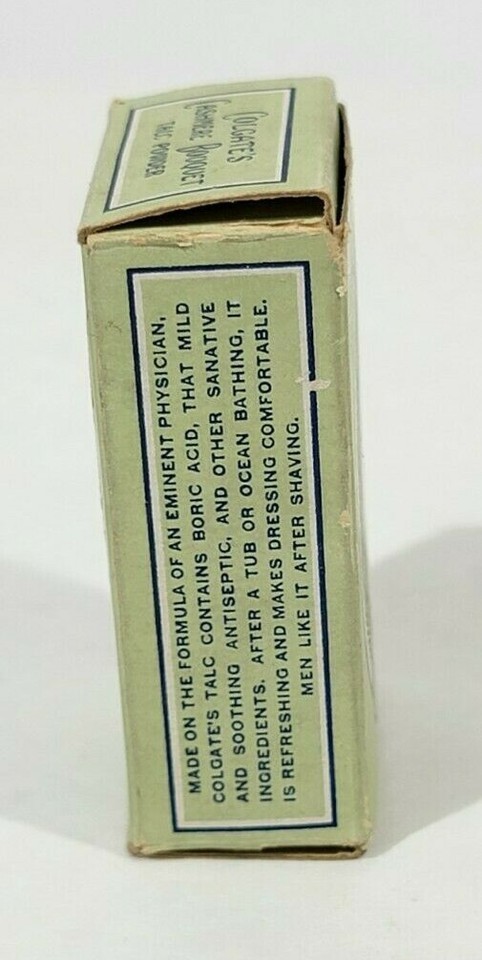 COLGATE'S
CASHMERE BOUQUET
TALC POWDER
MADE ON THE FORMULA OF AN EMINENT PHYSICIAN,
COLGATE'S TALC CONTAINS BORIC ACID, THAT MILD
AND SOOTHING ANTISEPTIC, AND OTHER SANATIVE
INGREDIENTS. AFTER A TUB OR OCEAN BATHING, IT
IS REFRESHING AND MAKES DRESSING COMFORTABLE.
MEN LIKE IT AFTER SHAVING.